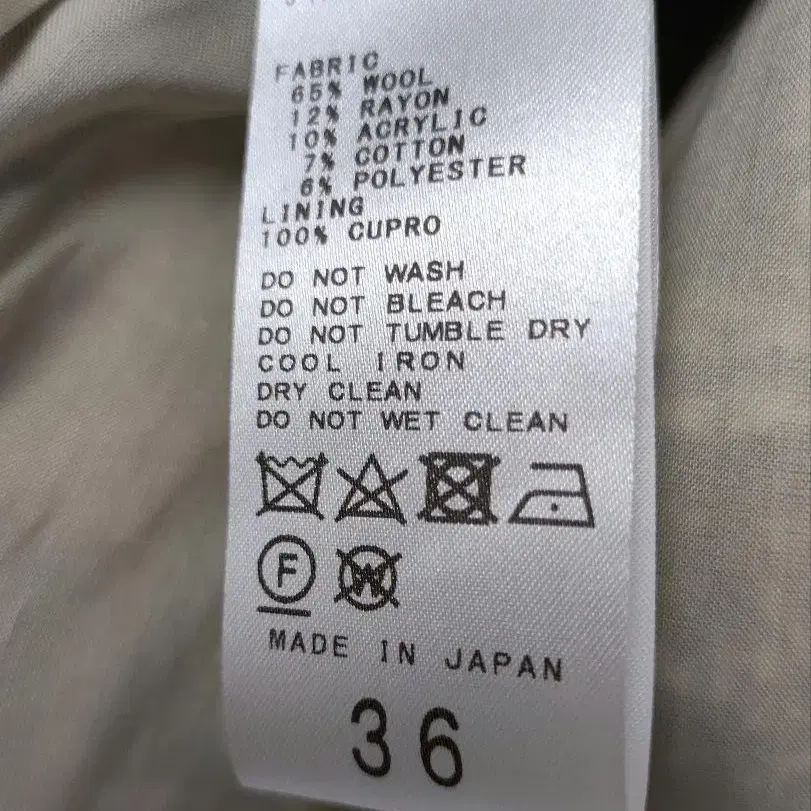 FABRIC
65% WOOL
12% RAYON
10% ACRYLIC
7% COTTON
6% POLYESTER
LINING
100% CUPRO
DO NOT WASH
DO NOT BLEACH
DO NOT TUMBLE DRY
COOL IRON
DRY CLEAN
DO NOT WET CLEAN
F W
MADE IN JAPAN
36